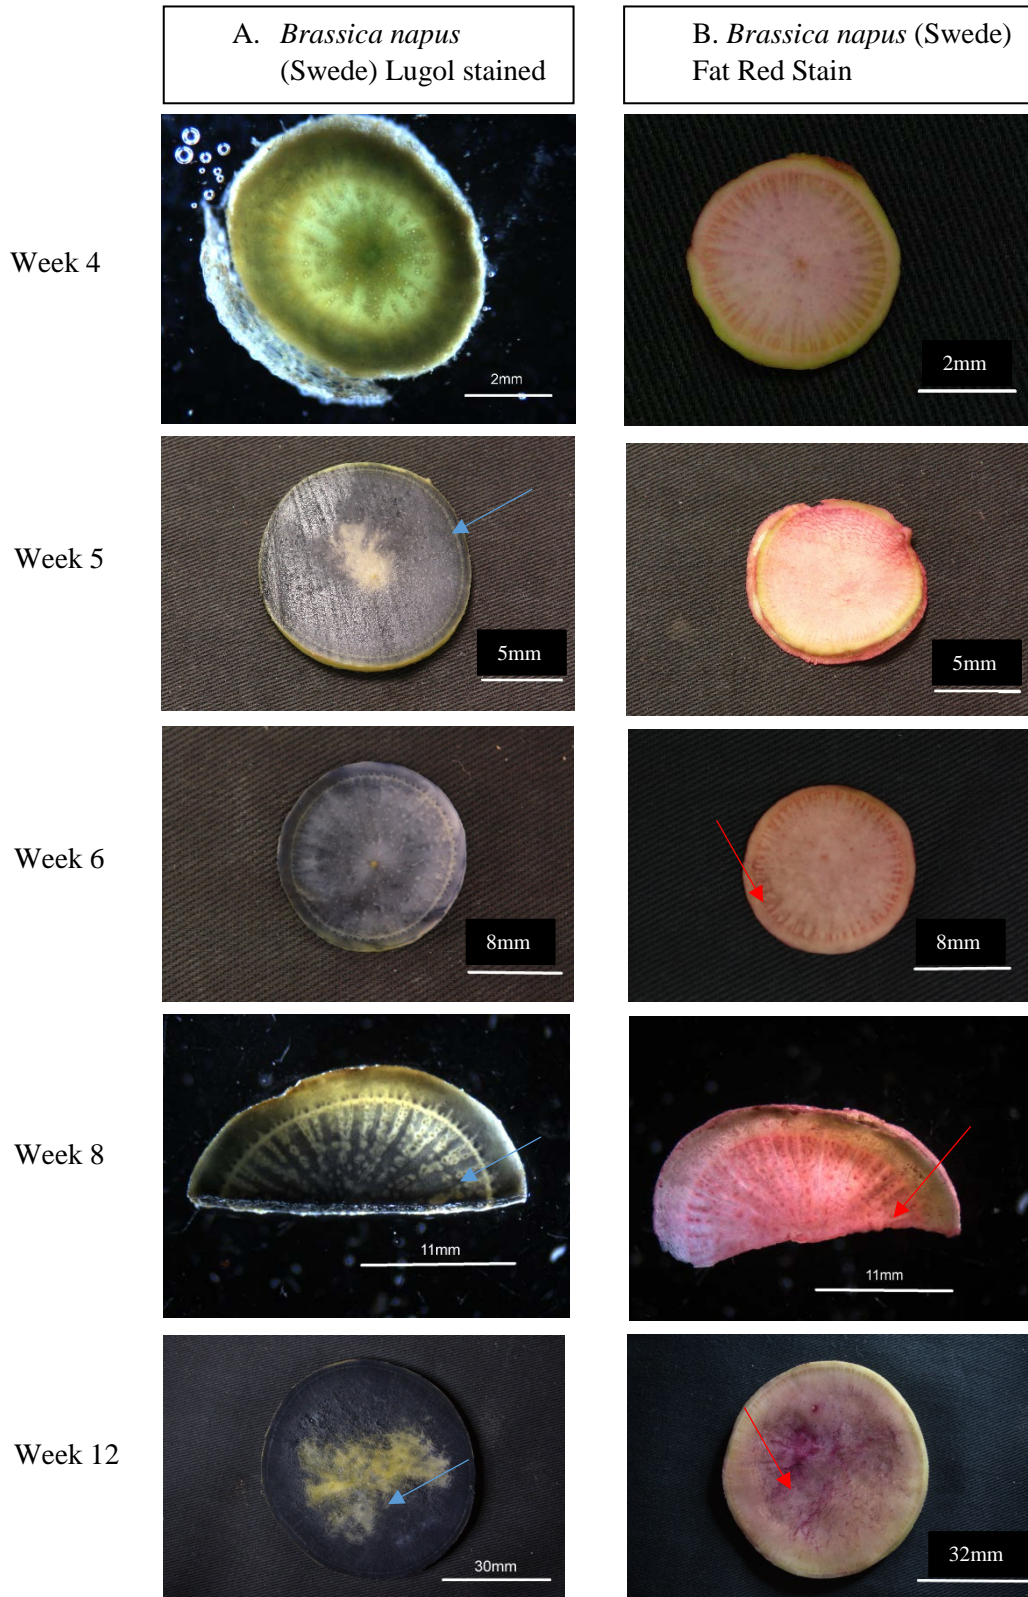 A. Brassica napus
(Swede) Lugol stained
B. Brassica napus (Swede)
Fat Red Stain
Week 4
2mm
2mm
Week 5
5mm
5mm
Week 6
8mm
8mm
Week 8
11mm
11mm
Week 12
30mm
32mm